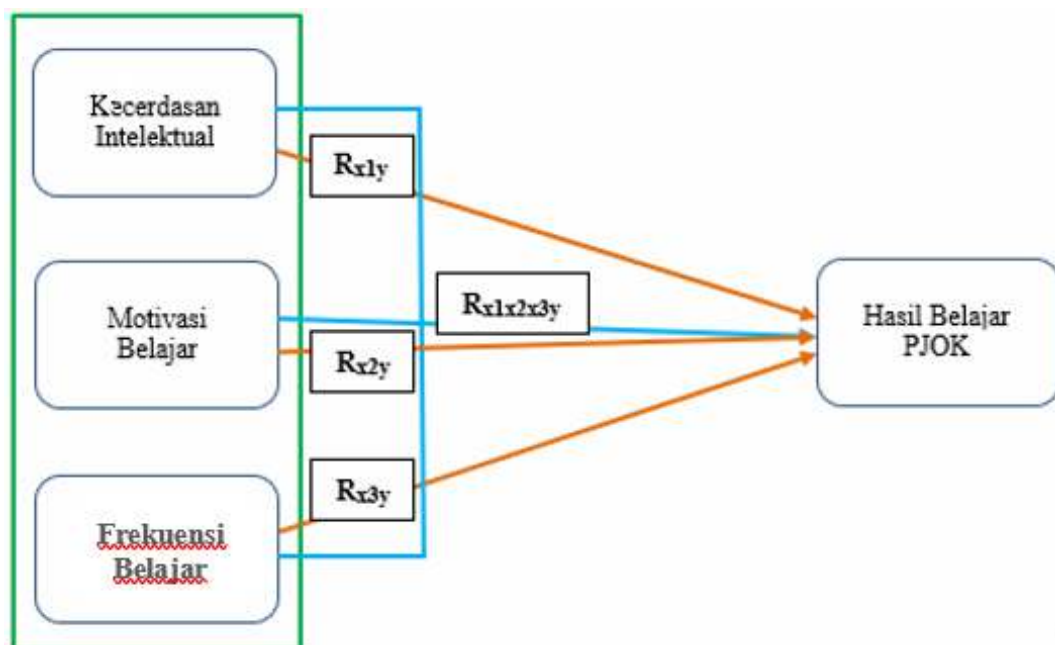 Kecerdasan
Intelektual
Rx1y
Motivasi
Belajar
Rx1x2x3y
Rx2y
Hasil Belajar
PJOK
Rx3y
Frekuensi
Belajar